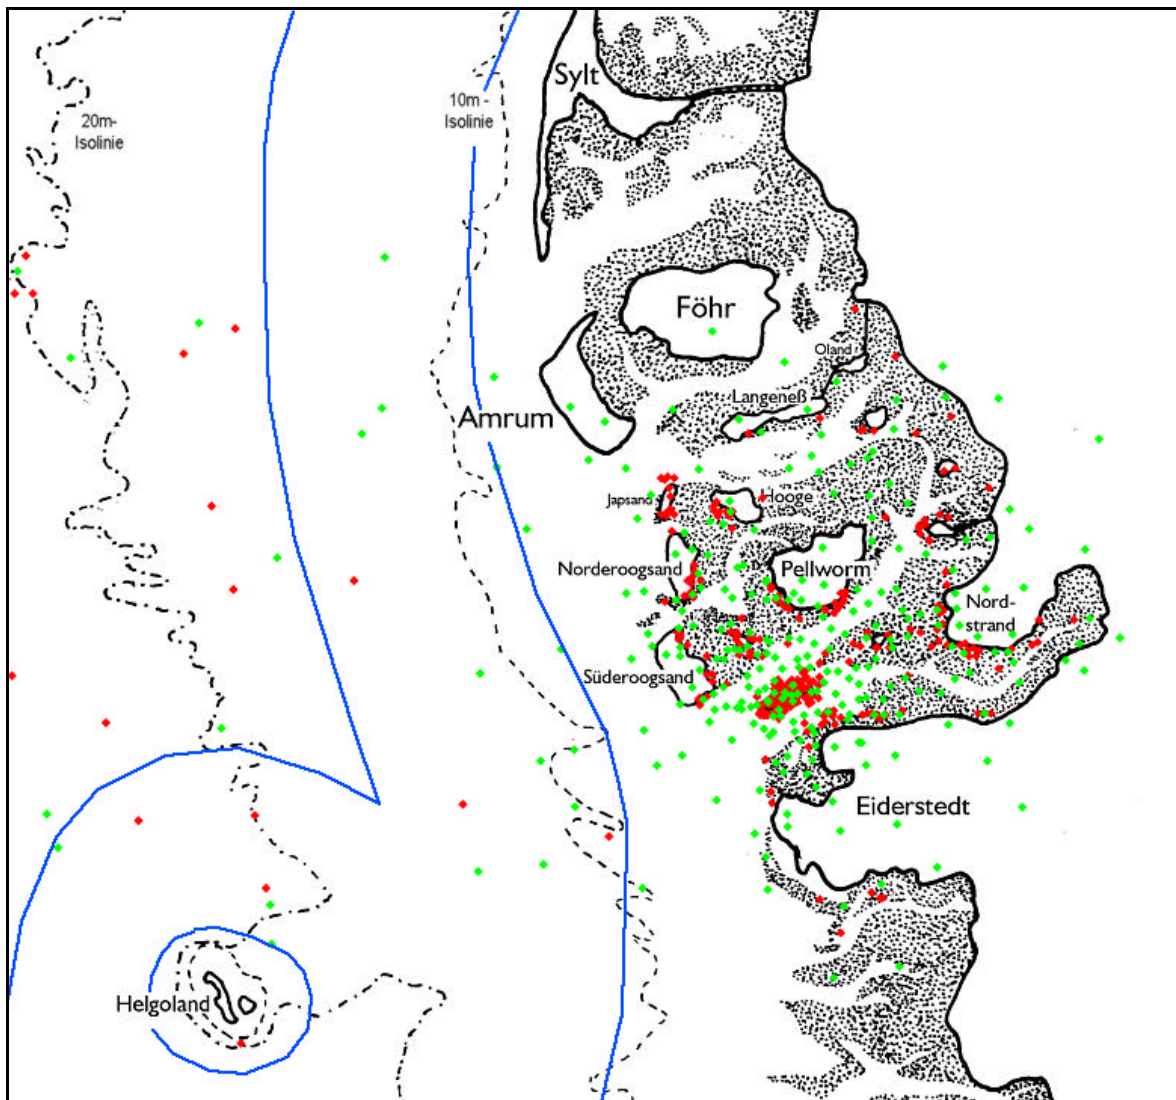 Sylt
10m -
Isolinie
20m-
Isolinie
Föhr
Oland
Langeneß
Amrum
Japsand
Hooge
Norderoogsand
Pellworm
Nord-
strand
Süderoogsand
Eiderstedt
Helgoland